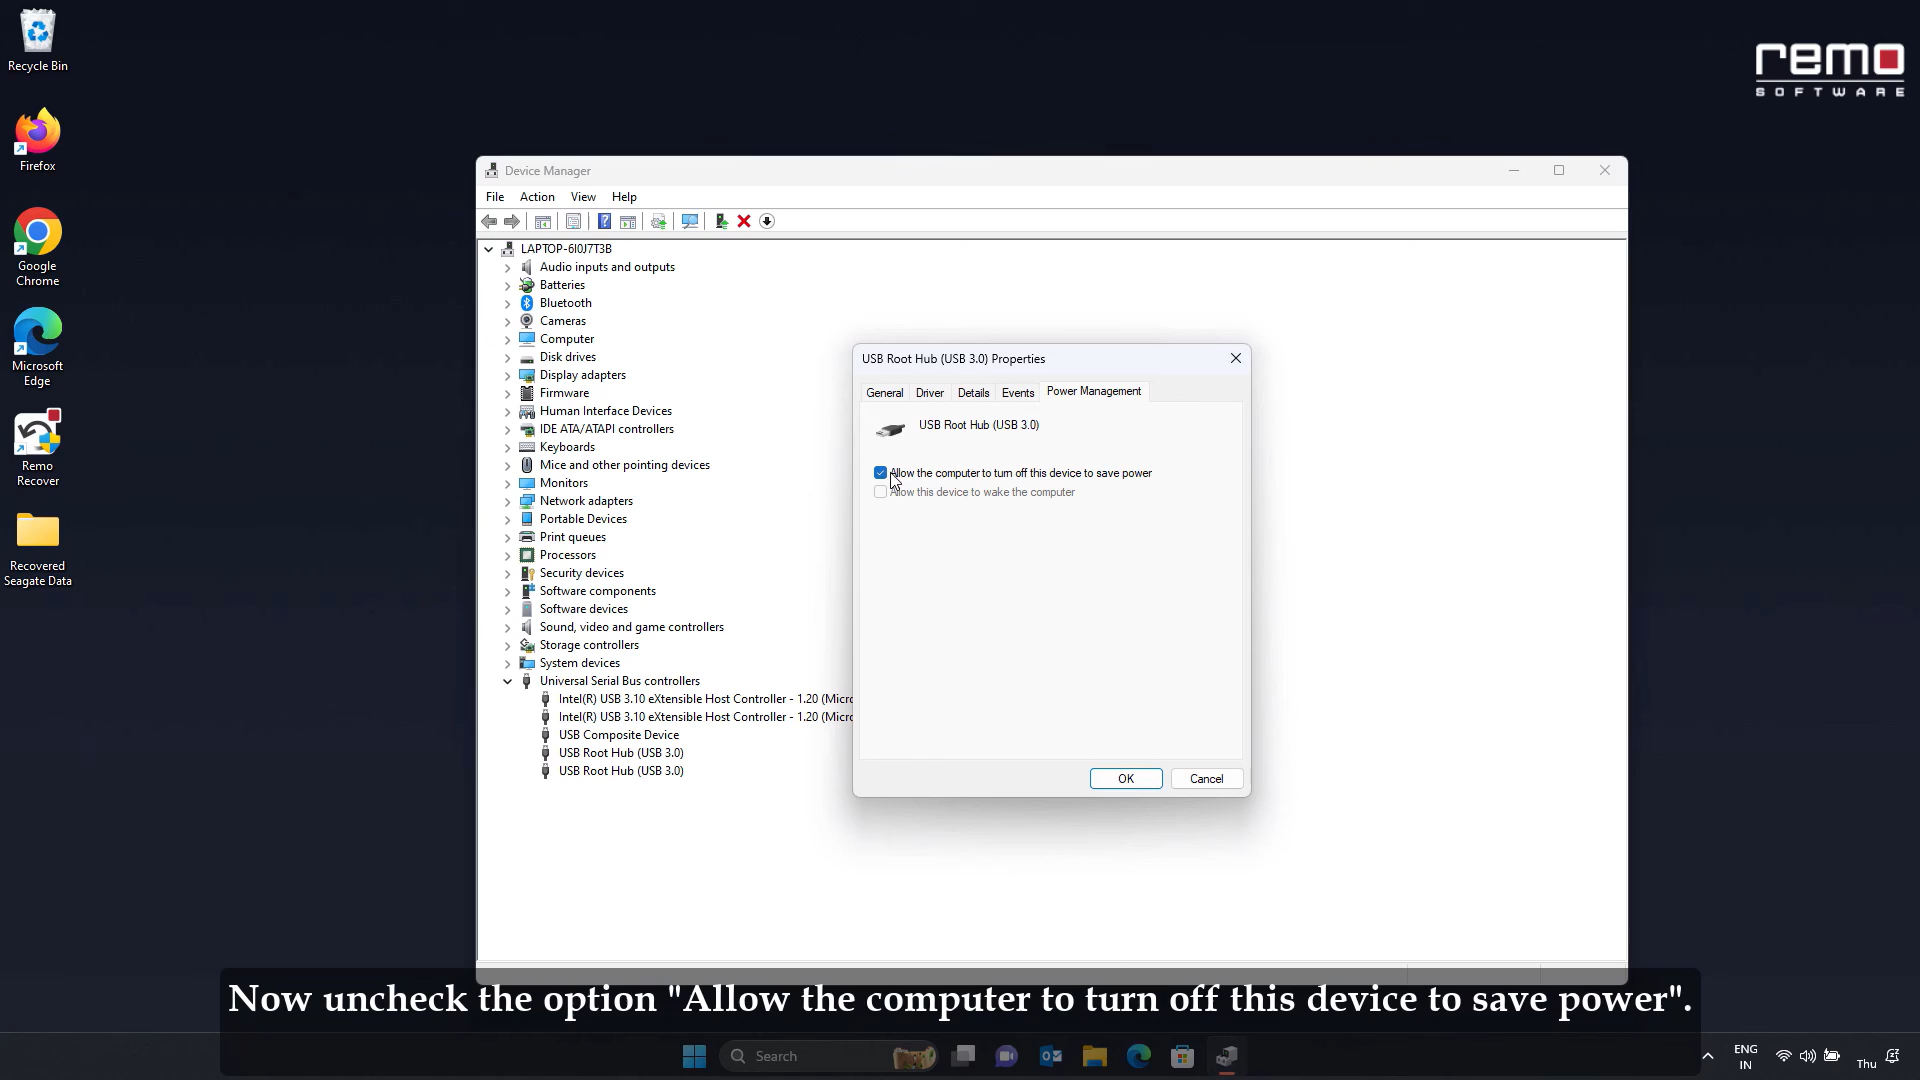 Recycle Bin
Firefox
Google
Chrome
Microsoft
Edge
Remo
Recover
Recovered
Seagate Data
remo
SOFTWARE
Device Manager
File Action View Help
LAPTOP-6I0J7T3B
Audio inputs and outputs
Batteries
Bluetooth
Cameras
Computer
Disk drives
Display adapters
Firmware
Human Interface Devices
IDE ATA/ATAPI controllers
Keyboards
Mice and other pointing devices
Monitors
Network adapters
Portable Devices
Print queues
Processors
Security devices
Software components
Software devices
Sound, video and game controllers
Storage controllers
System devices
Universal Serial Bus controllers
Intel(R) USB 3.10 eXtensible Host Controller - 1.20 (Micro
Intel(R) USB 3.10 eXtensible Host Controller - 1.20 (Micro
USB Composite Device
USB Root Hub (USB 3.0)
USB Root Hub (USB 3.0)
USB Root Hub (USB 3.0) Properties
General Driver Details Events Power Management
USB Root Hub (USB 3.0)
Allow the computer to turn off this device to save power
Allow this device to wake the computer
OK Cancel
Now uncheck the option "Allow the computer to turn off this device to save power".
Search
ENG
IN
Thu